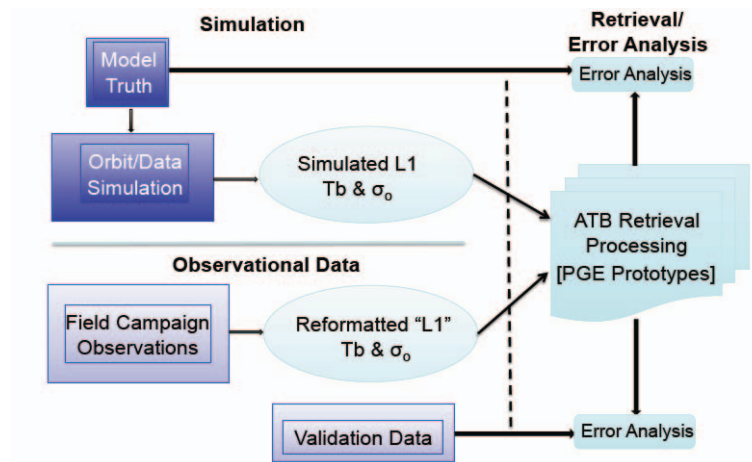 Simulation
Retrieval/
Error Analysis
Model
Truth
Error Analysis
Orbit/Data
Simulation
Simulated L1
Tb & σo
ATB Retrieval
Processing
[PGE Prototypes]
Observational Data
Field Campaign
Observations
Reformatted “L1”
Tb & σo
Validation Data
Error Analysis